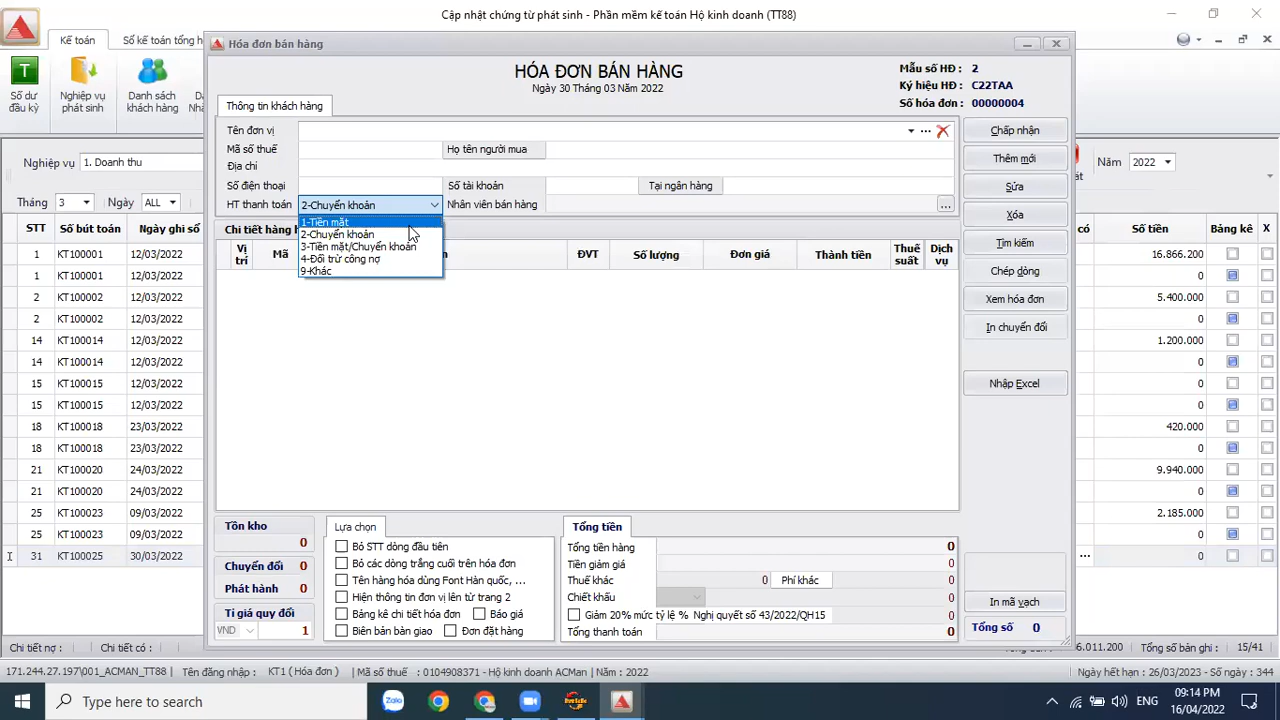 Cập nhật chứng từ phát sinh - Phần mềm kế toán Hộ kinh doanh (TT88)
Kế toán
Số kế toán tổng h
Số dư đầu kỳ
Nghiệp vụ phát sinh
Danh sách khách hàng
Nghiệp vụ 1. Doanh thu
Năm 2022
Tháng 3 Ngày ALL
STT Số bút toán Ngày ghi sổ có Số tiền Bảng kê X
1 KT100001 12/03/2022 16.866.200
1 KT100001 12/03/2022 0
2 KT100002 12/03/2022 5.400.000
2 KT100002 12/03/2022 0
14 KT100014 12/03/2022 1.200.000
14 KT100014 12/03/2022 0
15 KT100015 12/03/2022
15 KT100015 12/03/2022 0
18 KT100018 12/03/2022 420.000
18 KT100018 12/03/2022 0
21 KT100020 24/03/2022 9.940.000
21 KT100020 24/03/2022 0
25 KT100023 09/03/2022 2.185.000
25 KT100023 09/03/2022 0
31 KT100025 30/03/2022 ... 0
Hóa đơn bán hàng
HÓA ĐƠN BÁN HÀNG
Ngày 30 Tháng 03 Năm 2022
Mẫu số HĐ : 2
Ký hiệu HĐ : C22TAA
Số hóa đơn : 00000004
Thông tin khách hàng
Tên đơn vị ...
Mã số thuế Họ tên người mua
Địa chỉ
Số điện thoại Số tài khoản Tại ngân hàng
HT thanh toán 2-Chuyển khoản Nhân viên bán hàng ...
1-Tiền mặt
2-Chuyển khoản
3-Tiền mặt/Chuyển khoản
4-Đối trừ công nợ
9-Khác
Chi tiết hàng
Vị trí Mã ĐVT Số lượng Đơn giá Thành tiền Thuế suất Dịch vụ
Chấp nhận
Thêm mới
Sửa
Xóa
Tìm kiếm
Chép dòng
Xem hóa đơn
In chuyển đổi
Nhập Excel
In mã vạch
Tổng số 0
Tồn kho
0
Chuyển đổi 0
Phát hành 0
Tỉ giá quy đổi
VND 1
Lựa chọn
Bỏ STT dòng đầu tiên
Bỏ các dòng trắng cuối trên hóa đơn
Tên hàng hóa dùng Font Hàn quốc, ...
Hiện thông tin đơn vị lên từ trang 2
Bảng kê chi tiết hóa đơn Báo giá
Biên bản bàn giao Đơn đặt hàng
Tổng tiền
Tổng tiền hàng 0
Tiền giảm giá 0
Thuế khác 0 Phí khác 0
Chiết khấu 0
Giảm 20% mức tỷ lệ % Nghị quyết số 43/2022/QH15
Tổng thanh toán 0
Chi tiết nợ : Chi tiết có : 6.011.200 Tổng số bản ghi : 15/41
171.244.27.197\001_ACMAN_TT88 Tên đăng nhập : KT1 ( Hóa đơn ) Mã số thuế : 0104908371 - Hộ kinh doanh ACMan | Năm : 2022 Ngày hết hạn : 26/03/2023 - Số ngày : 344
Type here to search
Zalo
ENG
09:14 PM
16/04/2022